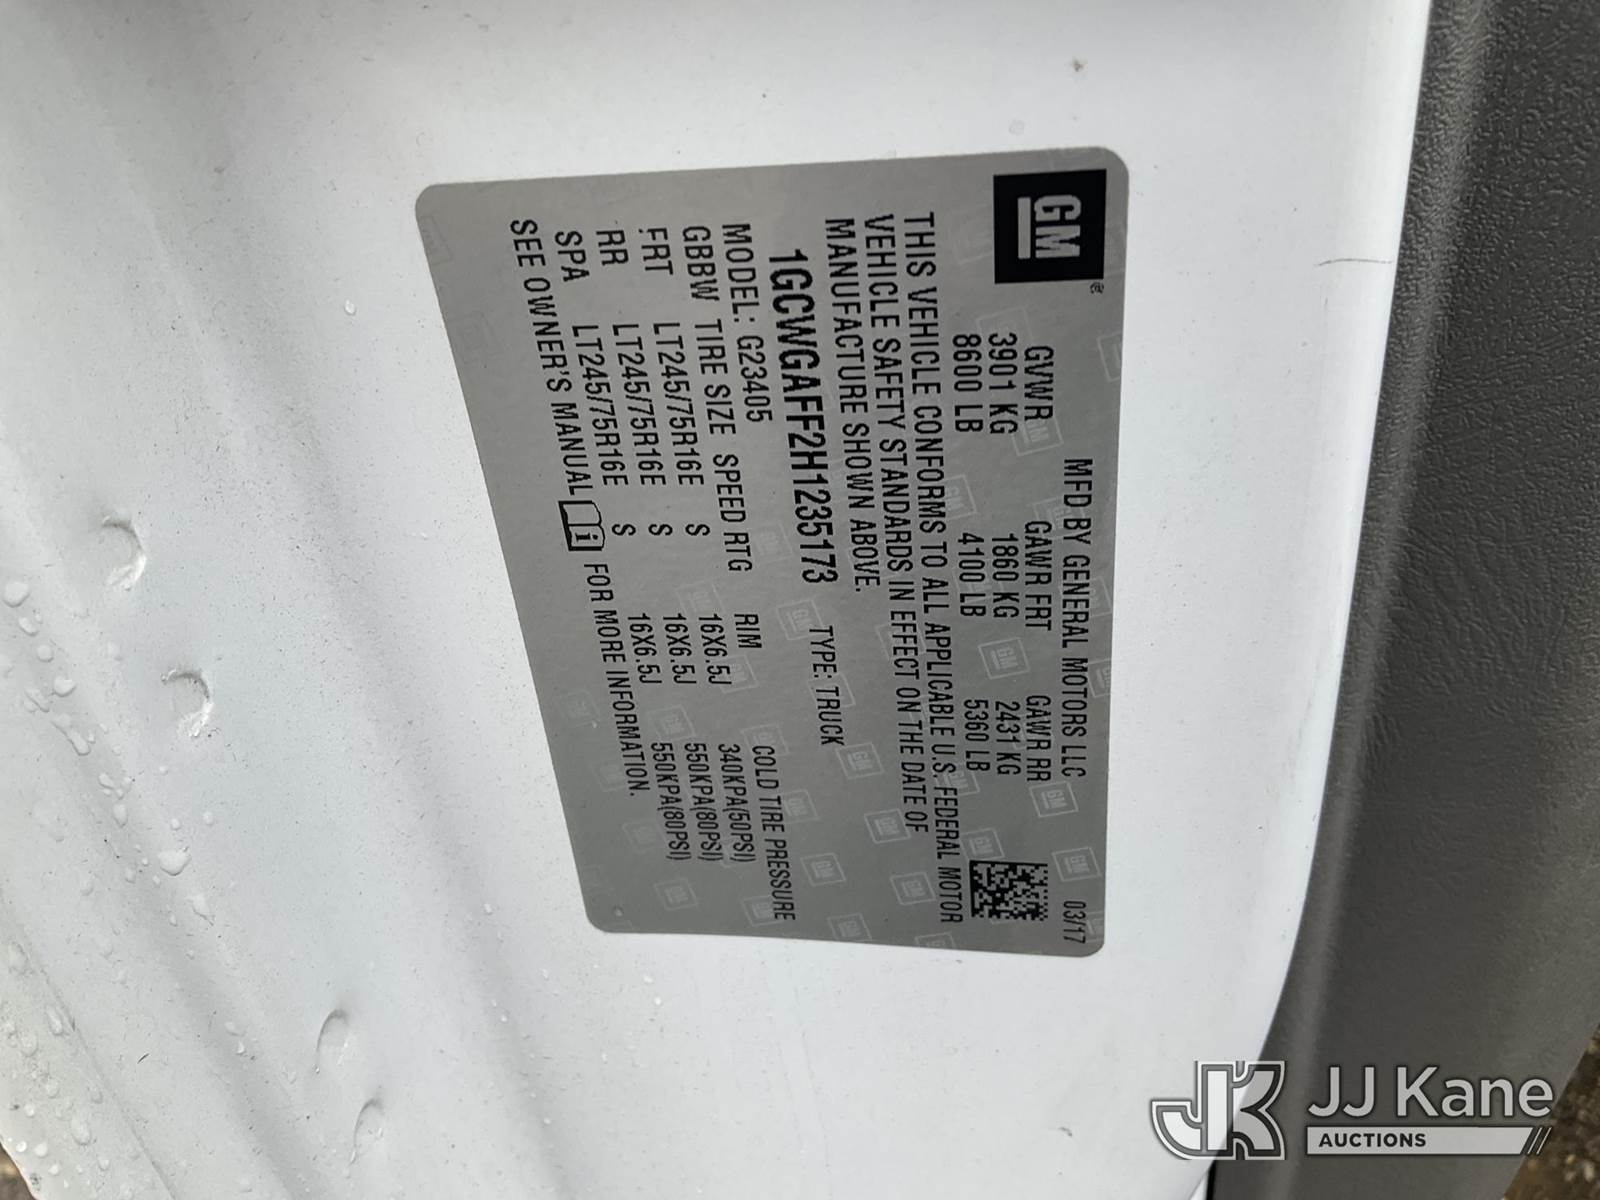 GM ®
MFD BY GENERAL MOTORS LLC 03/17
GVWR GAWR FRT GAWR RR
3901 KG 1860 KG 2431 KG
8600 LB 4100 LB 5360 LB
THIS VEHICLE CONFORMS TO ALL APPLICABLE U.S. FEDERAL MOTOR
VEHICLE SAFETY STANDARDS IN EFFECT ON THE DATE OF
MANUFACTURE SHOWN ABOVE.
1GCWGAFF2H1235173 TYPE: TRUCK
MODEL: G23405
GBBW TIRE SIZE SPEED RTG RIM COLD TIRE PRESSURE
FRT LT245/75R16E S 16X6.5J 340KPA(50PSI)
RR LT245/75R16E S 16X6.5J 550KPA(80PSI)
SPA LT245/75R16E S 16X6.5J 550KPA(80PSI)
SEE OWNER'S MANUAL i FOR MORE INFORMATION.
JK JJ Kane
AUCTIONS